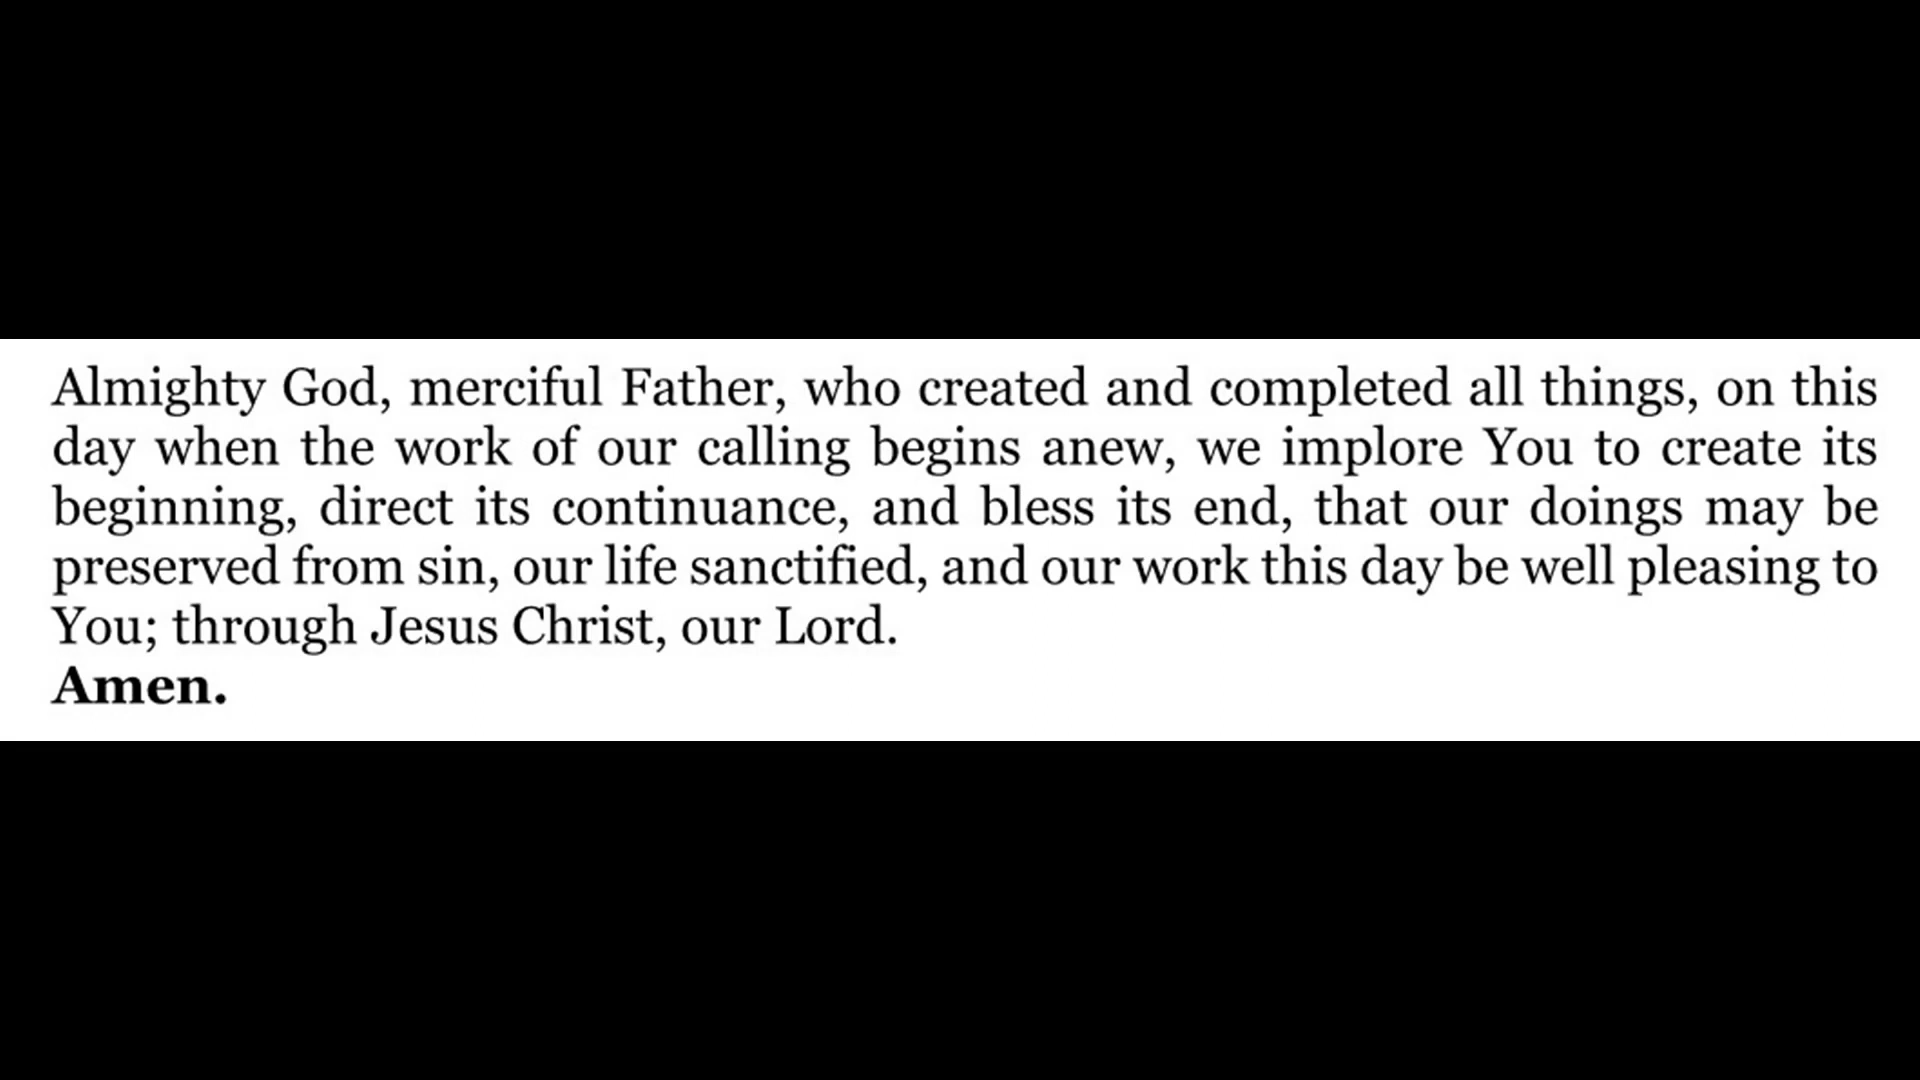 Almighty God, merciful Father, who created and completed all things, on this
day when the work of our calling begins anew, we implore You to create its
beginning, direct its continuance, and bless its end, that our doings may be
preserved from sin, our life sanctified, and our work this day be well pleasing to
You; through Jesus Christ, our Lord.
Amen.